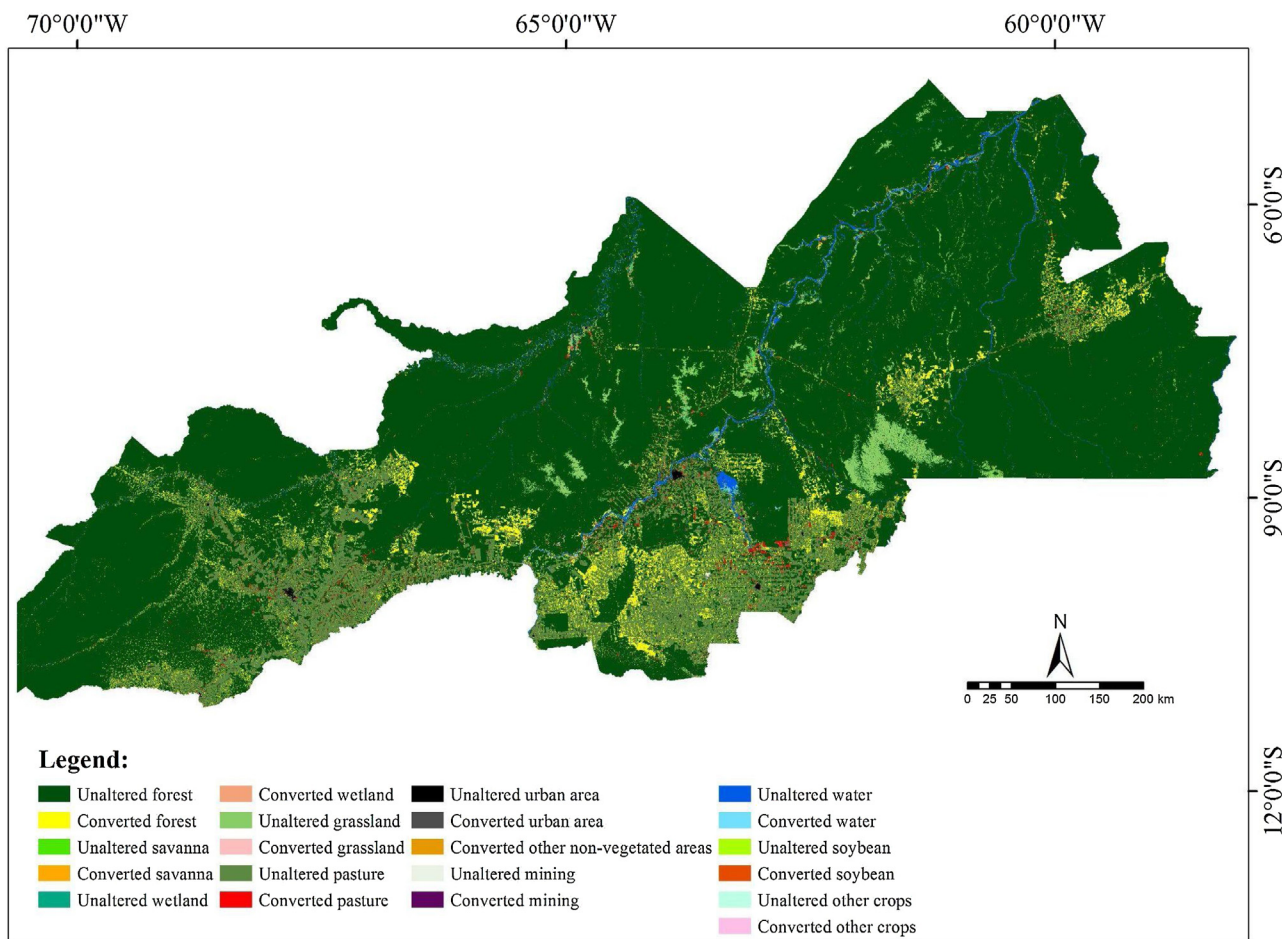 70°0'0"W 65°0'0"W 60°0'0"W
6°0'0"S
9°0'0"S
N
0 25 50 100 150 200 km
12°0'0"S
Legend:
Unaltered forest
Converted forest
Unaltered savanna
Converted savanna
Unaltered wetland
Converted wetland
Unaltered grassland
Converted grassland
Unaltered pasture
Converted pasture
Unaltered urban area
Converted urban area
Converted other non-vegetated areas
Unaltered mining
Converted mining
Unaltered water
Converted water
Unaltered soybean
Converted soybean
Unaltered other crops
Converted other crops